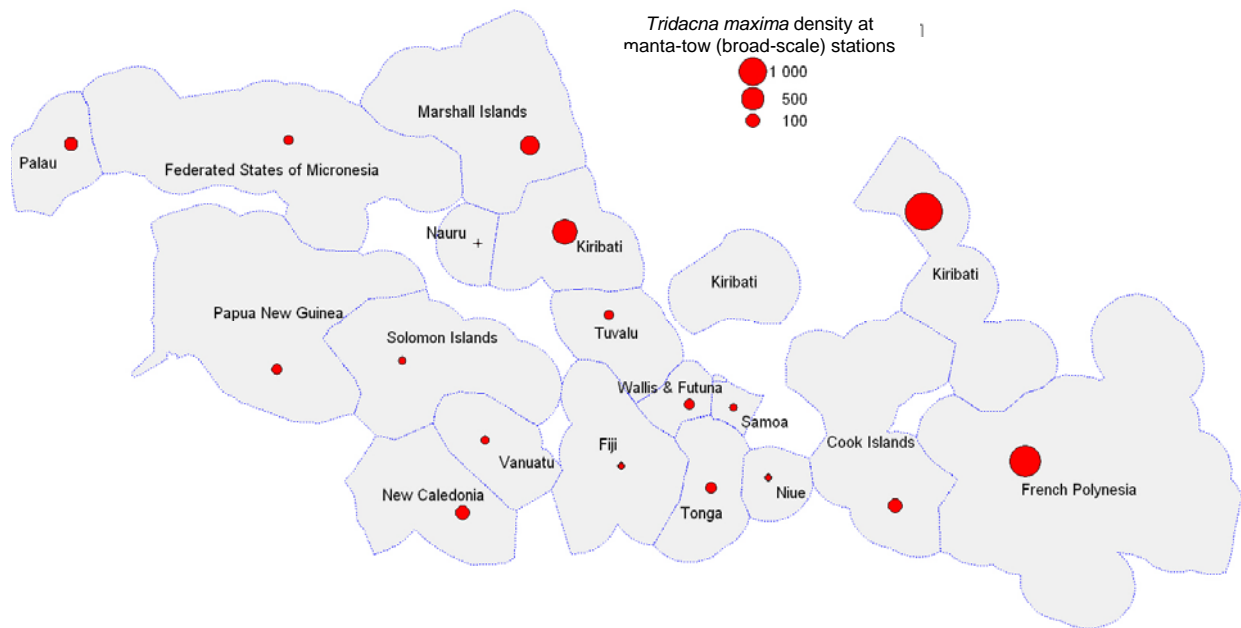 Tridacna maxima density at
manta-tow (broad-scale) stations
1 000
500
100
Marshall Islands
Palau
Federated States of Micronesia
Nauru
Kiribati
Kiribati
Kiribati
Papua New Guinea
Solomon Islands
Tuvalu
Wallis & Futuna
Samoa
Cook Islands
Fiji
Vanuatu
New Caledonia
Niue
French Polynesia
Tonga